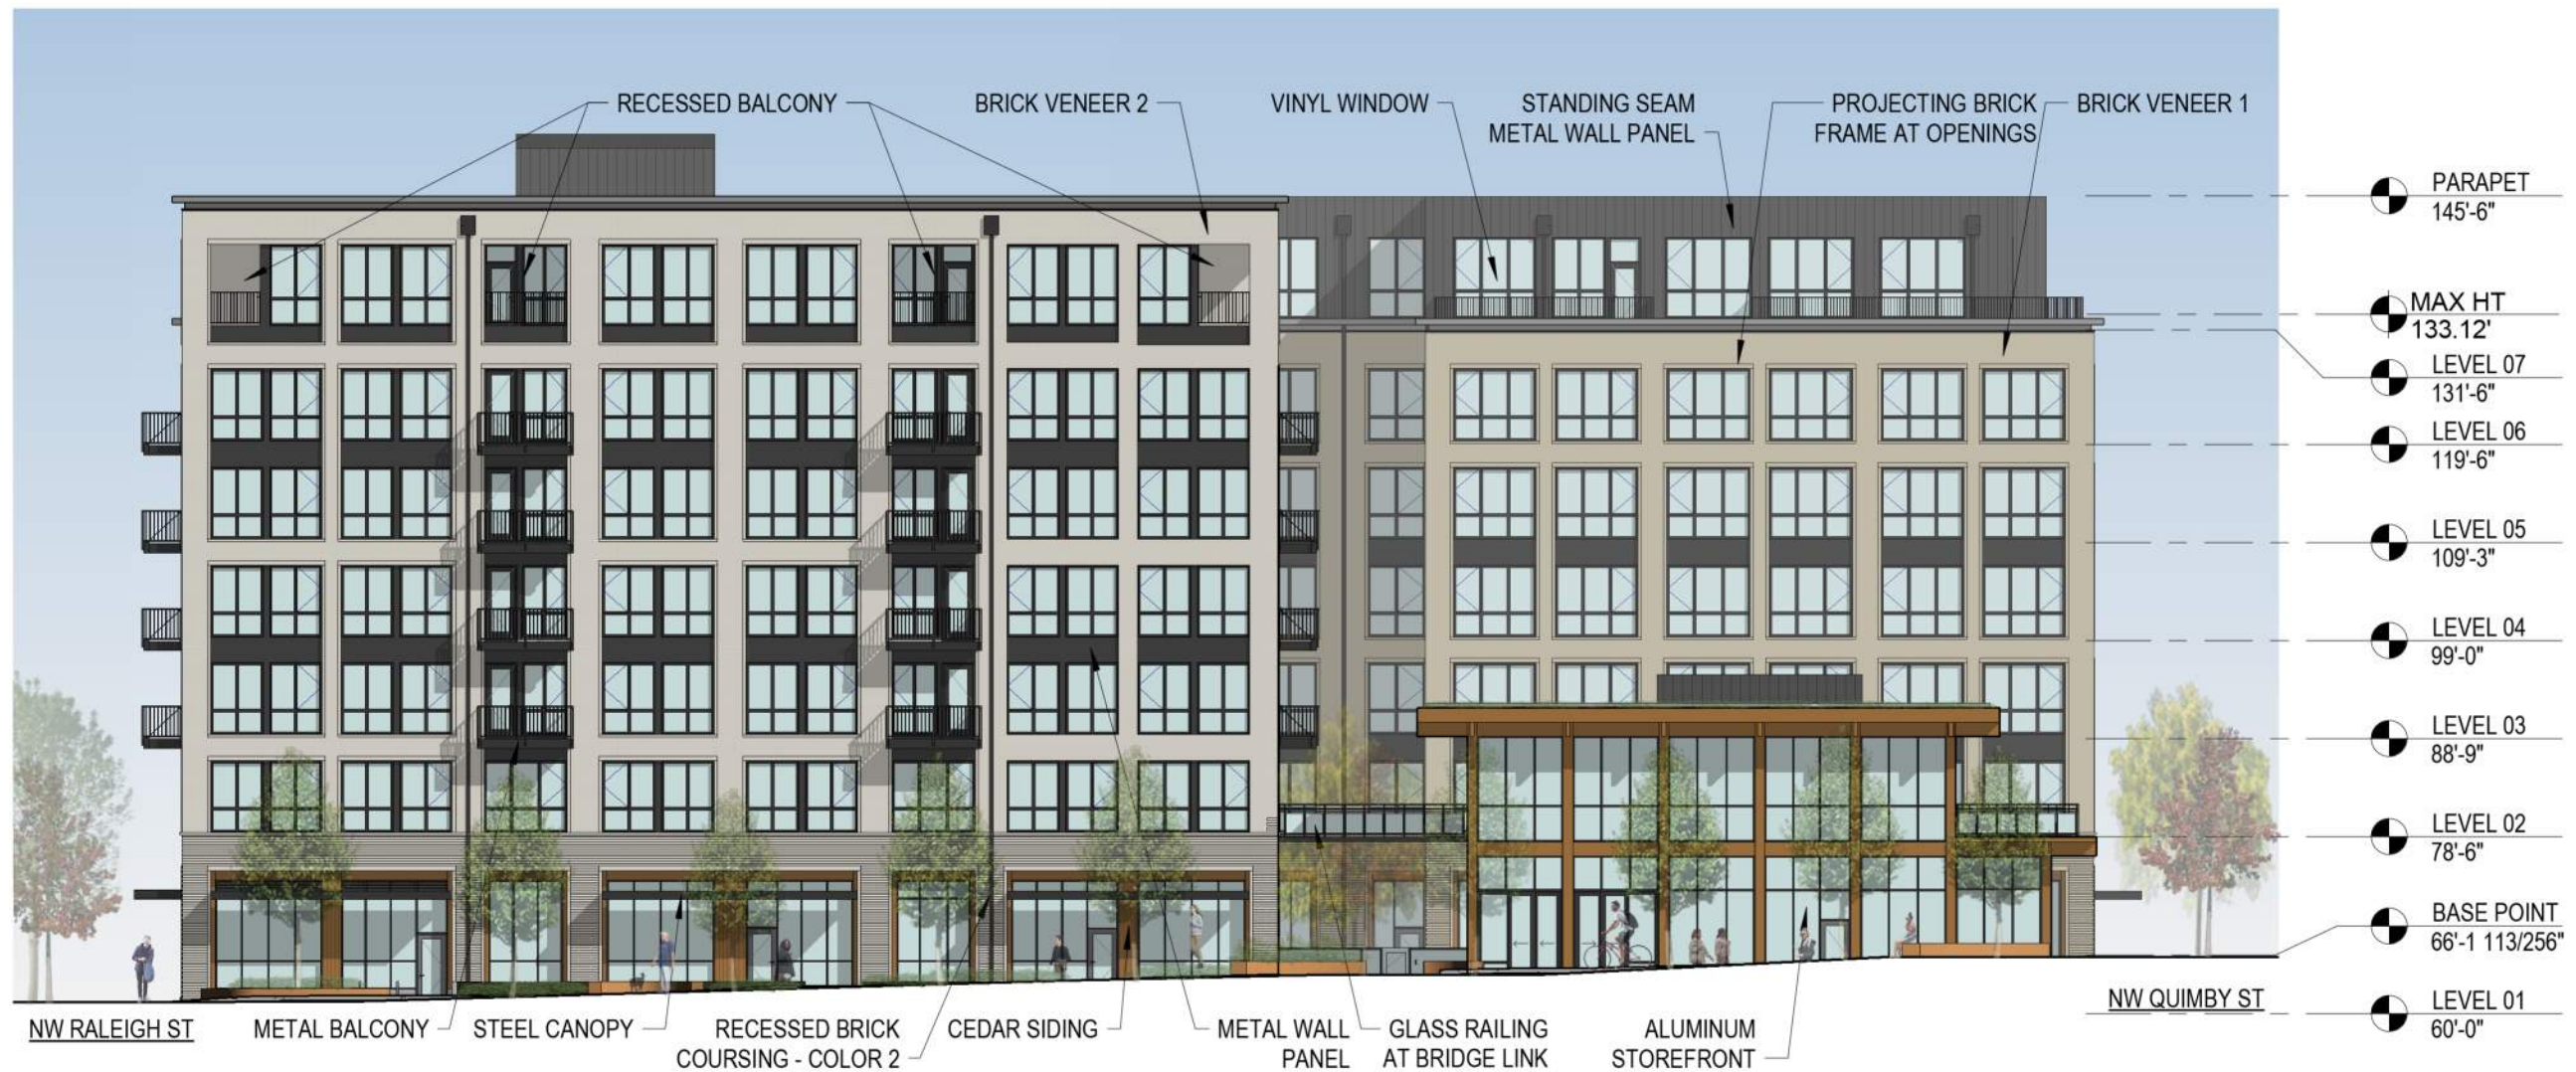 RECESSED BALCONY
BRICK VENEER 2
VINYL WINDOW
STANDING SEAM
METAL WALL PANEL
PROJECTING BRICK
FRAME AT OPENINGS
BRICK VENEER 1
PARAPET
145'-6"
MAX HT
133.12'
LEVEL 07
131'-6"
LEVEL 06
119'-6"
LEVEL 05
109'-3"
LEVEL 04
99'-0"
LEVEL 03
88'-9"
LEVEL 02
78'-6"
BASE POINT
66'-1 113/256"
LEVEL 01
60'-0"
NW RALEIGH ST
METAL BALCONY
STEEL CANOPY
RECESSED BRICK
COURSING - COLOR 2
CEDAR SIDING
METAL WALL
PANEL
GLASS RAILING
AT BRIDGE LINK
ALUMINUM
STOREFRONT
NW QUIMBY ST